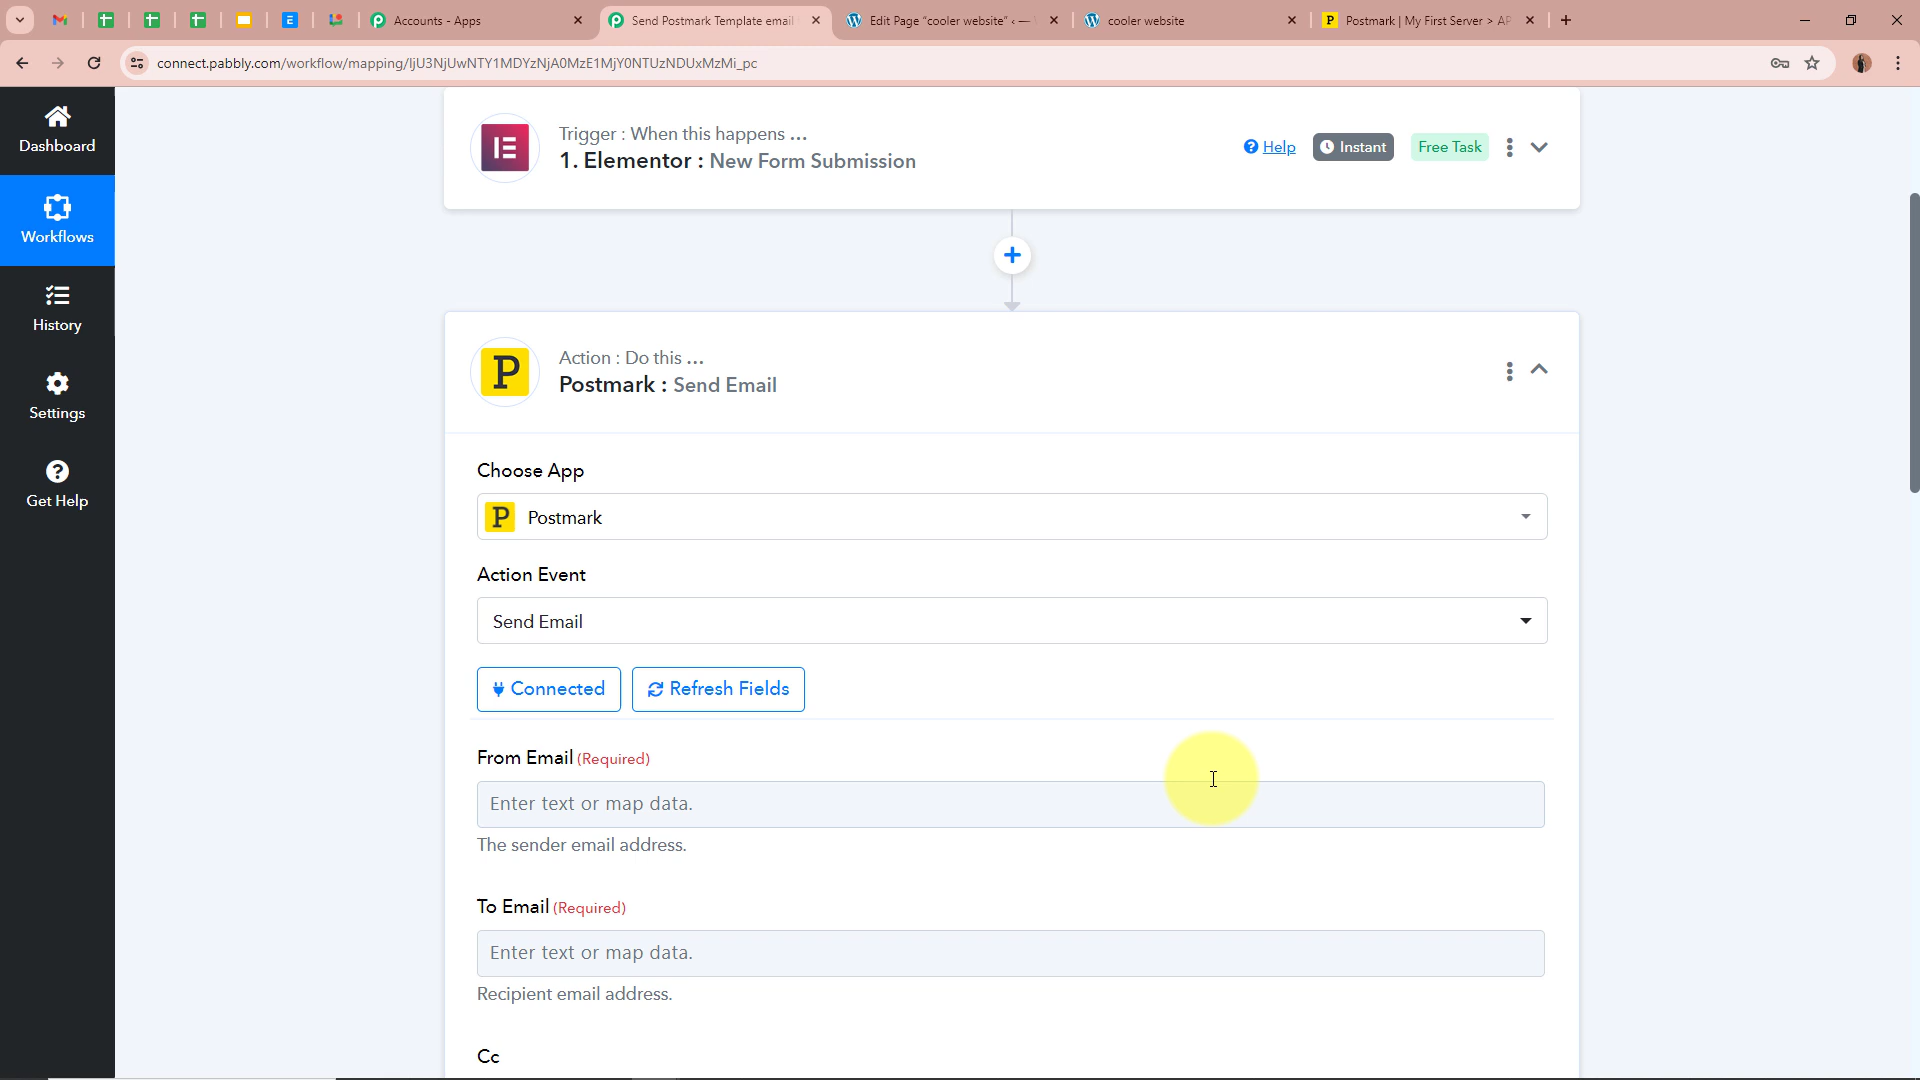 Accounts - Apps
Send Postmark Template email
Edit Page "cooler website" ‹ —
cooler website
P Postmark | My First Server > AP
connect.pabbly.com/workflow/mapping/IjU3NjUwNTY1MDYzNjA0MzE1MjY0NTUzNDUxMzMi_pc
Dashboard
Workflows
History
Settings
Get Help
Trigger : When this happens ...
1. Elementor : New Form Submission
Help
Instant
Free Task
P
Action : Do this ...
Postmark : Send Email
Choose App
P Postmark
Action Event
Send Email
Connected
Refresh Fields
From Email (Required)
Enter text or map data.
The sender email address.
To Email (Required)
Enter text or map data.
Recipient email address.
Cc